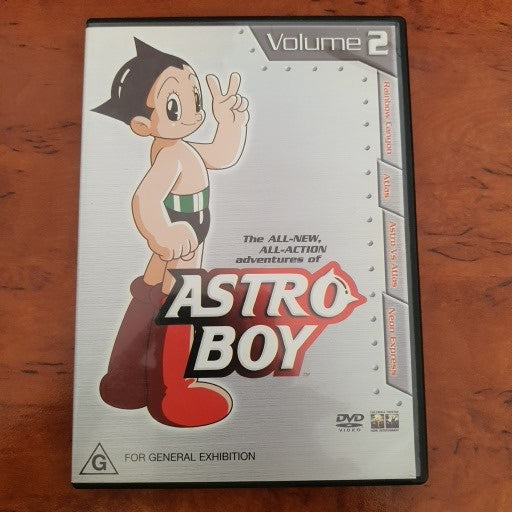 Volume 2
Rainbow Canyon
Atlas
Astro Vs Atlas
Neon Express
The ALL-NEW,
ALL-ACTION
adventures of
ASTRO
BOY
TM
DVD
VIDEO
G
FOR GENERAL EXHIBITION